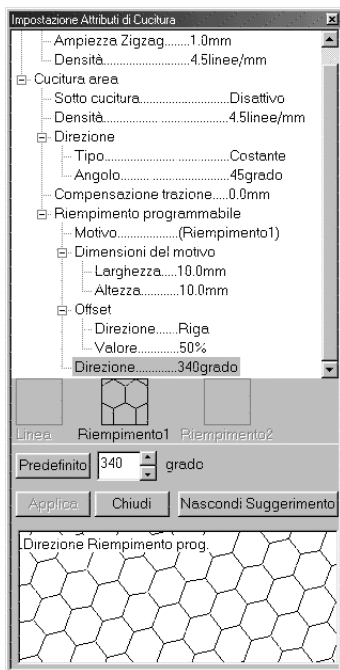 Impostazione Attributi di Cucitura
Ampiezza Zigzag........1.0mm
Densità.....................4.5linee/mm
Cucitura area
Sotto cucitura.............................Disattivo
Densità.......... ..................4.5linee/mm
Direzione
Tipo............... ...................Costante
Angolo........ ..................45grado
Compensazione trazione.....0.0mm
Riempimento programmabile
Motivo..............(Riempimento1)
Dimensioni del motivo
Larghezza....10.0mm
Altezza...........10.0mm
Offset
Direzione......Riga
Valore..........50%
Direzione............340grado
Linea Riempimento1 Riempimento2
Predefinito 340 grado
Applica Chiudi Nascondi Suggerimento
Direzione Riempimento prog.